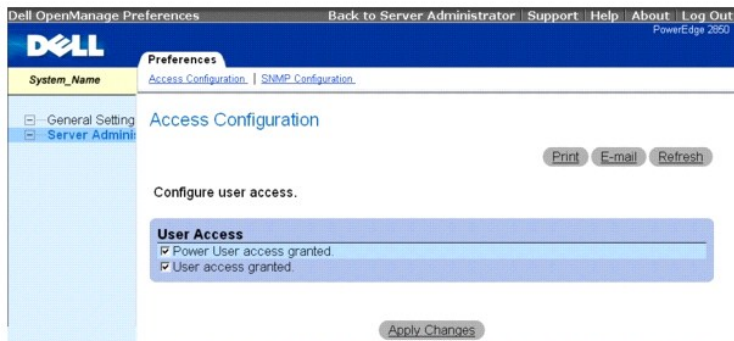 Dell OpenManage Preferences
Back to Server Administrator | Support | Help | About | Log Out
PowerEdge 2850
DELL
Preferences
System_Name
Access Configuration | SNMP Configuration
General Setting
Server Adminis
Access Configuration
Print E-mail Refresh
Configure user access.
User Access
Power User access granted.
User access granted.
Apply Changes